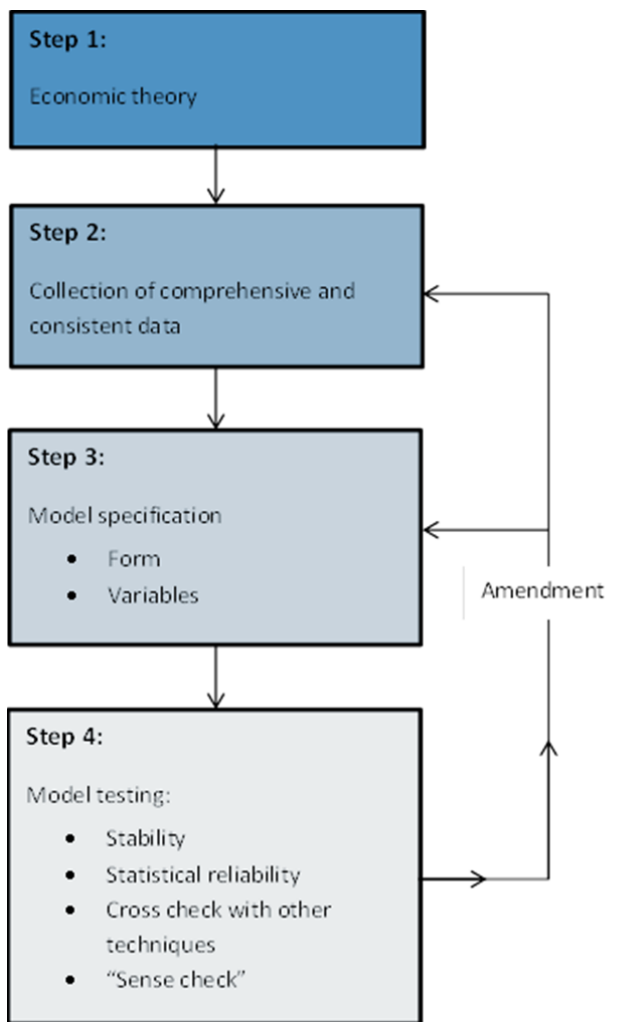 Step 1:
Economic theory
Step 2:
Collection of comprehensive and
consistent data
Step 3:
Model specification
• Form
• Variables
Amendment
Step 4:
Model testing:
• Stability
• Statistical reliability
• Cross check with other
techniques
• “Sense check”